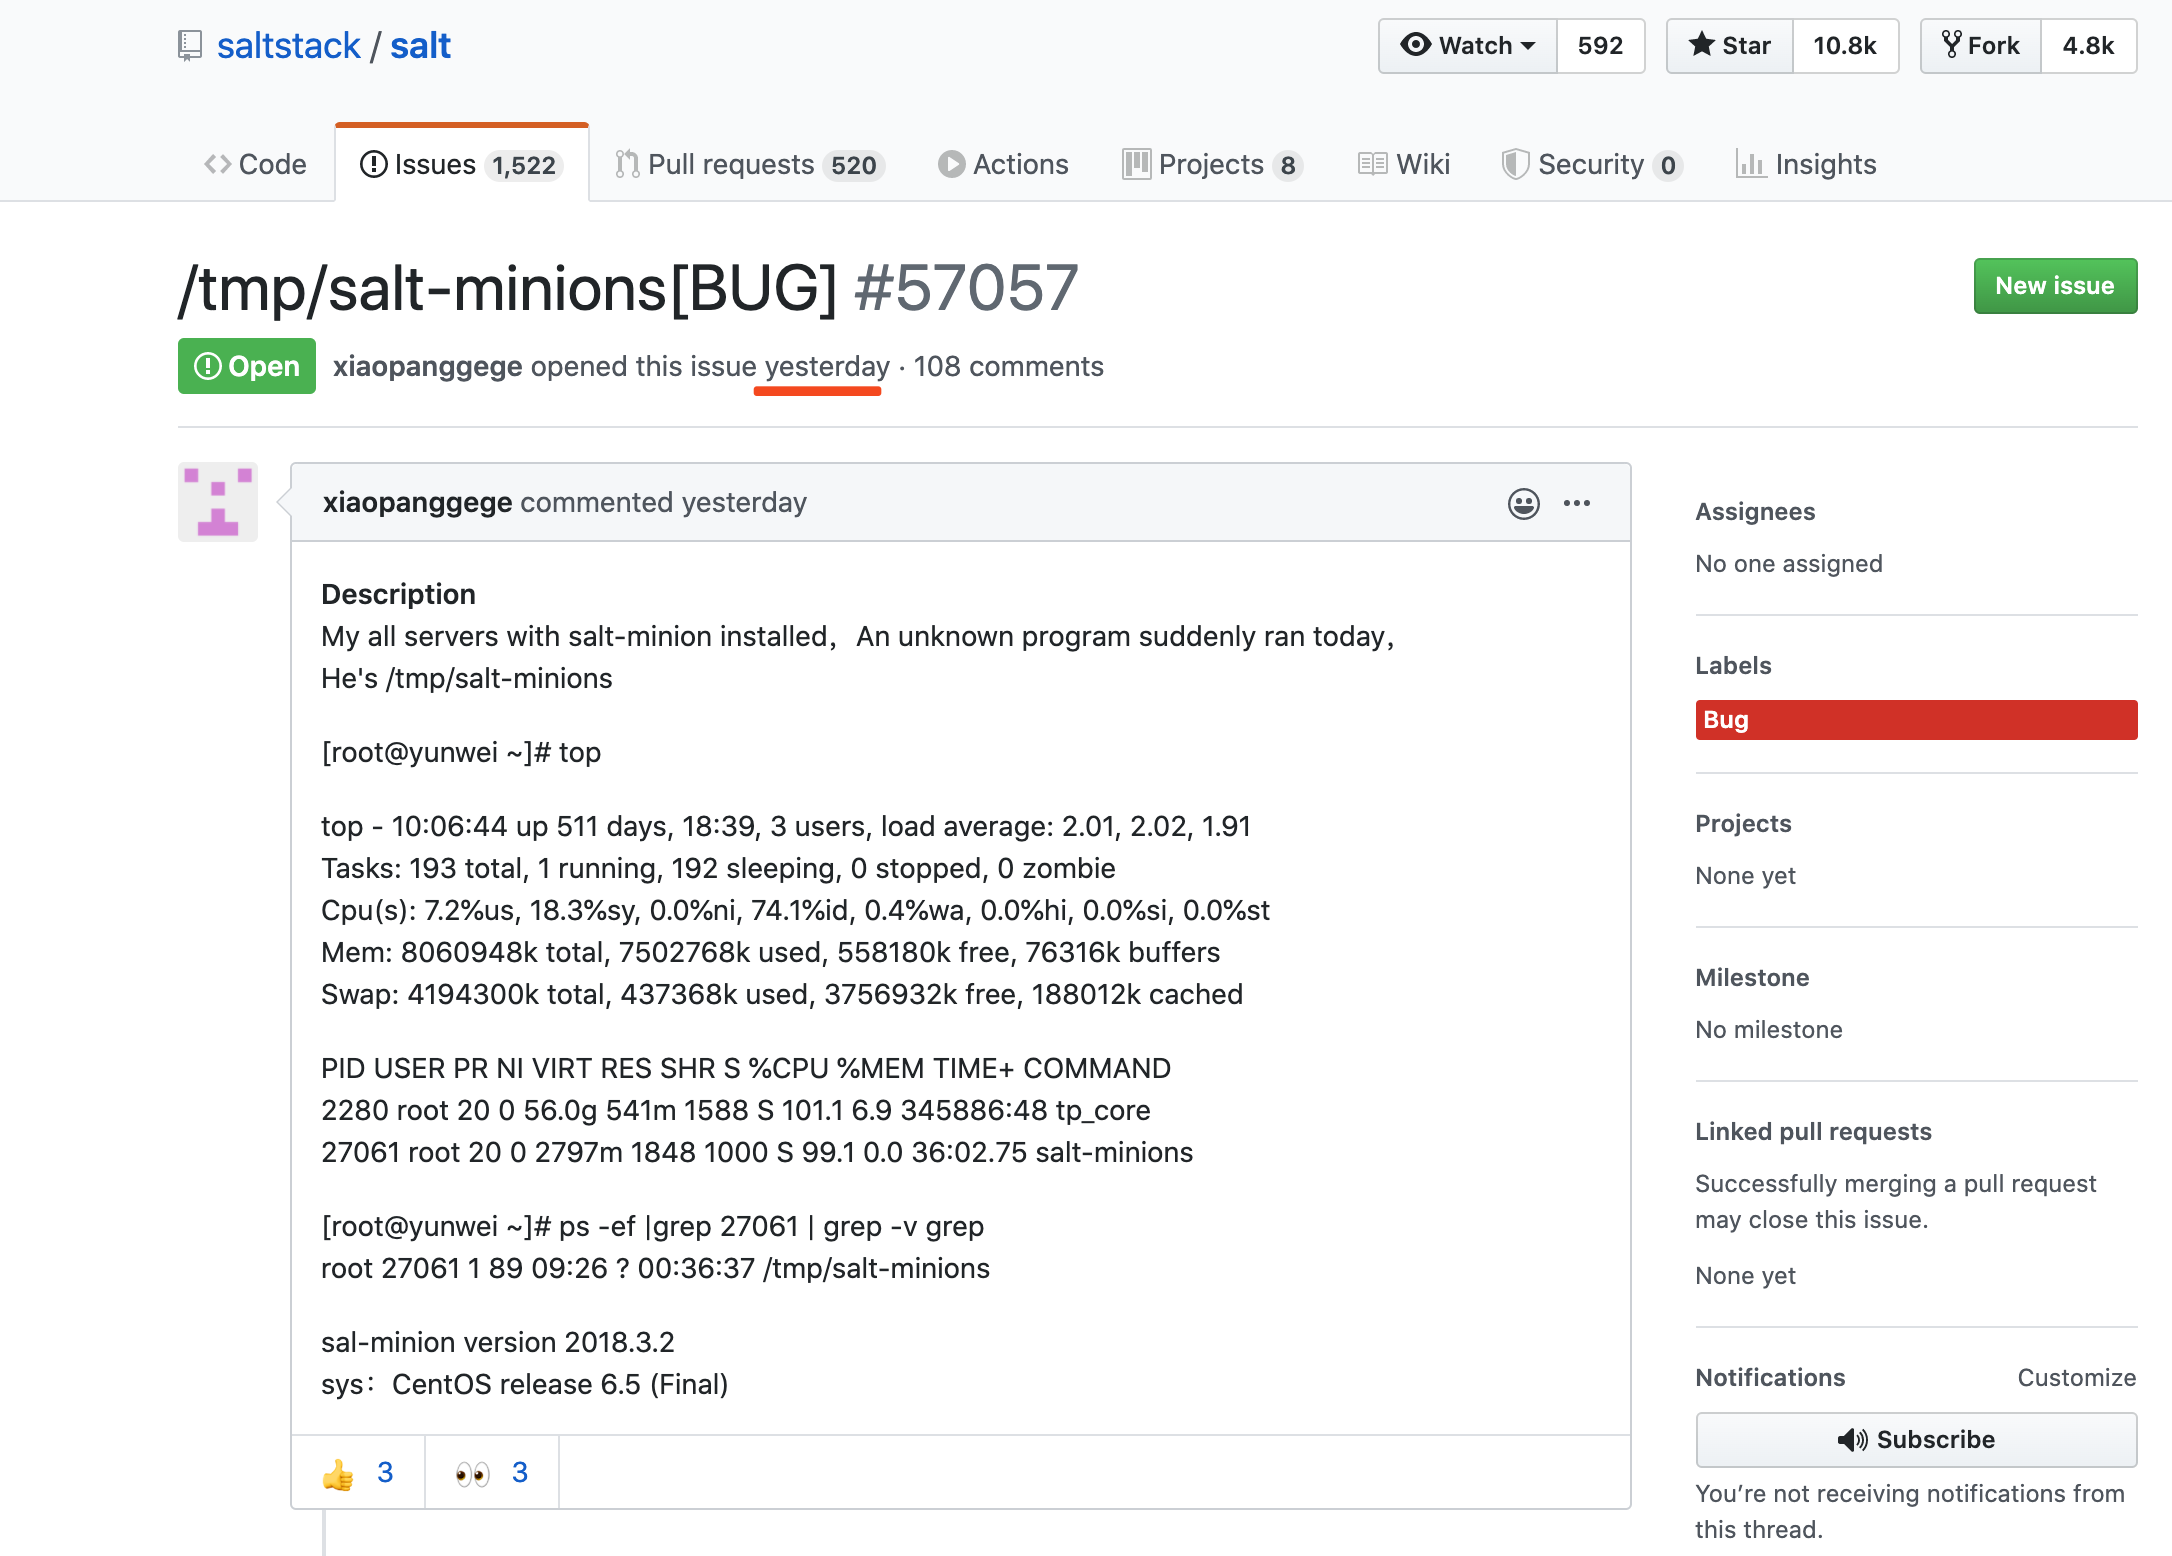 saltstack / salt
Watch 592
Star 10.8k
Fork 4.8k
Code
Issues 1,522
Pull requests 520
Actions
Projects 8
Wiki
Security 0
Insights
/tmp/salt-minions[BUG] #57057
New issue
Open
xiaopanggege opened this issue yesterday · 108 comments
xiaopanggege commented yesterday
Description
My all servers with salt-minion installed，An unknown program suddenly ran today，
He's /tmp/salt-minions
[root@yunwei ~]# top
top - 10:06:44 up 511 days, 18:39, 3 users, load average: 2.01, 2.02, 1.91
Tasks: 193 total, 1 running, 192 sleeping, 0 stopped, 0 zombie
Cpu(s): 7.2%us, 18.3%sy, 0.0%ni, 74.1%id, 0.4%wa, 0.0%hi, 0.0%si, 0.0%st
Mem: 8060948k total, 7502768k used, 558180k free, 76316k buffers
Swap: 4194300k total, 437368k used, 3756932k free, 188012k cached
PID USER PR NI VIRT RES SHR S %CPU %MEM TIME+ COMMAND
2280 root 20 0 56.0g 541m 1588 S 101.1 6.9 345886:48 tp_core
27061 root 20 0 2797m 1848 1000 S 99.1 0.0 36:02.75 salt-minions
[root@yunwei ~]# ps -ef |grep 27061 | grep -v grep
root 27061 1 89 09:26 ? 00:36:37 /tmp/salt-minions
sal-minion version 2018.3.2
sys：CentOS release 6.5 (Final)
👍 3
👀 3
Assignees
No one assigned
Labels
Bug
Projects
None yet
Milestone
No milestone
Linked pull requests
Successfully merging a pull request
may close this issue.
None yet
Notifications
Customize
Subscribe
You’re not receiving notifications from
this thread.